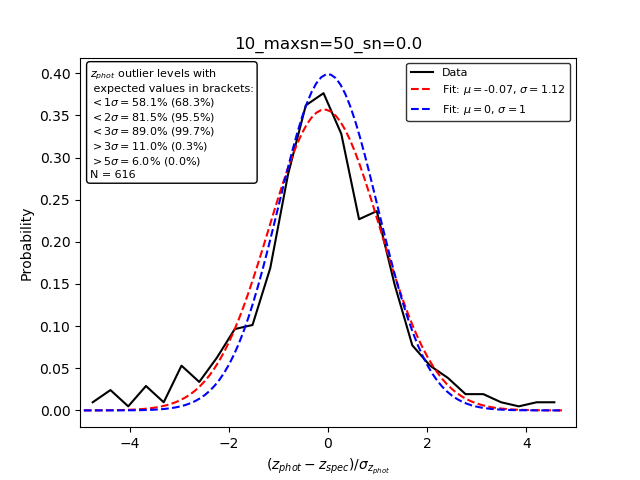 10_maxsn=50_sn=0.0
z_phot outlier levels with
expected values in brackets:
< 1σ = 58.1% (68.3%)
< 2σ = 81.5% (95.5%)
< 3σ = 89.0% (99.7%)
> 3σ = 11.0% (0.3%)
> 5σ = 6.0% (0.0%)
N = 616
Data
Fit: μ = -0.07, σ = 1.12
Fit: μ = 0, σ = 1
0.40
0.35
0.30
0.25
0.20
0.15
0.10
0.05
0.00
Probability
−4 −2 0 2 4
(z_phot − z_spec)/σ_z_phot